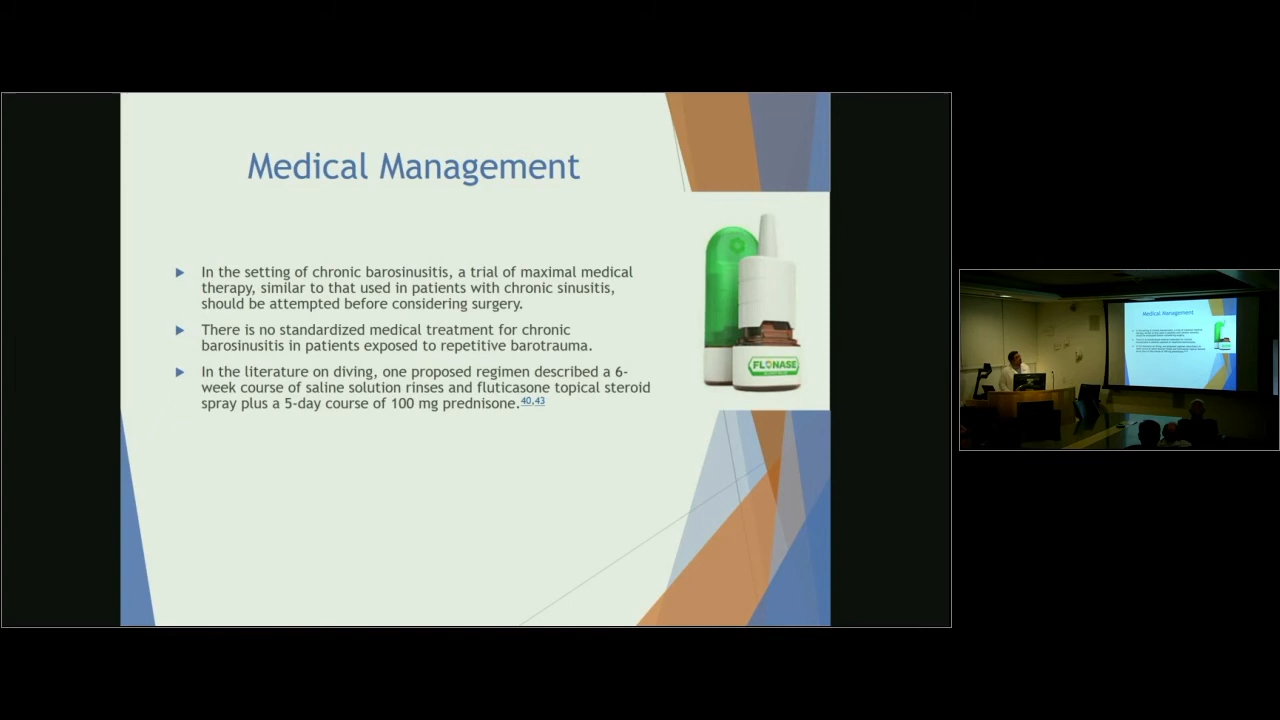 Medical Management
In the setting of chronic barosinusitis, a trial of maximal medical
therapy, similar to that used in patients with chronic sinusitis,
should be attempted before considering surgery.
There is no standardized medical treatment for chronic
barosinusitis in patients exposed to repetitive barotrauma.
In the literature on diving, one proposed regimen described a 6-
week course of saline solution rinses and fluticasone topical steroid
spray plus a 5-day course of 100 mg prednisone.40,43
FLONASE
Medical Management